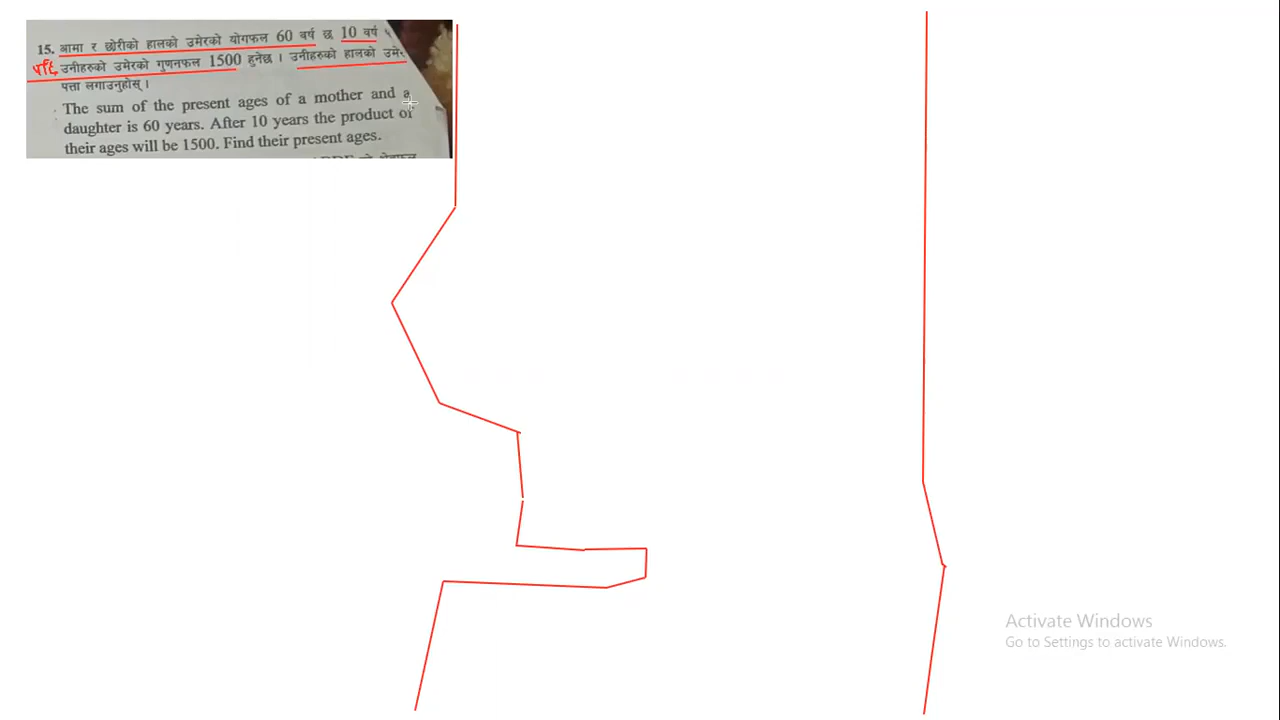 15. आमा र छोरीको हालको उमेरको योगफल 60 वर्ष छ 10 वर्ष
पछि उनीहरुको उमेरको गुणनफल 1500 हुनेछ । उनीहरुको हालको
पत्ता लगाउनुहोस् ।
The sum of the present ages of a mother and a
daughter is 60 years. After 10 years the product of
their ages will be 1500. Find their present ages.
Activate Windows
Go to Settings to activate Windows.